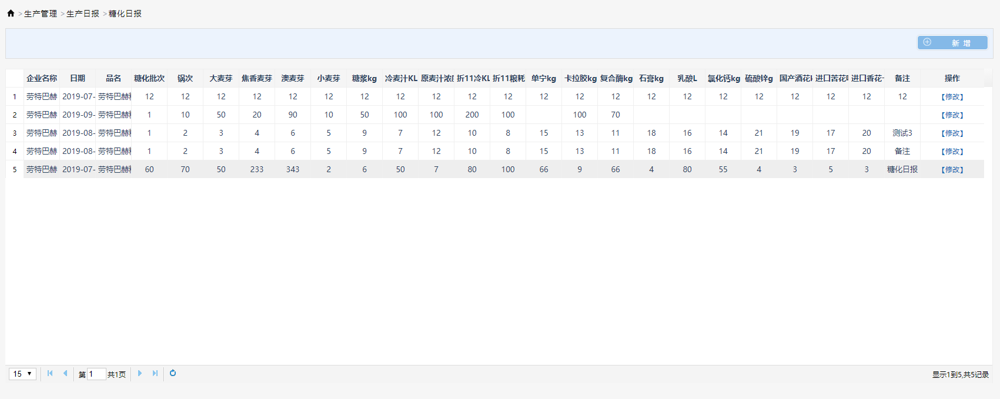 >生产管理 >生产日报 >糖化日报
新 增
企业名称 日期 品名 糖化批次 锅次 大麦芽 焦香麦芽 澳麦芽 小麦芽 糖浆kg 冷麦汁KL 原麦汁浓 折11冷KL 折11粮耗 单宁kg 卡拉胶kg 复合酶kg 石膏kg 乳酸L 氯化钙kg 硫酸锌g 国产酒花 进口苦花 进口香花 备注 操作
1 劳特巴赫 2019-07- 劳特巴赫 12 12 12 12 12 12 12 12 12 12 12 12 12 12 12 12 12 12 12 12 12 12 【修改】
2 劳特巴赫 2019-09- 劳特巴赫 1 10 50 20 90 10 50 100 100 200 100 100 70 【修改】
3 劳特巴赫 2019-08- 劳特巴赫 1 2 3 4 6 5 9 7 12 10 8 15 13 11 18 16 14 21 19 17 20 测试3 【修改】
4 劳特巴赫 2019-08- 劳特巴赫 1 2 3 4 6 5 9 7 12 10 8 15 13 11 18 16 14 21 19 17 20 备注 【修改】
5 劳特巴赫 2019-07- 劳特巴赫 60 70 50 233 343 2 6 50 7 80 100 66 9 66 4 80 55 4 3 5 3 糖化日报 【修改】
15 第 1 共1页 显示1到5,共5记录